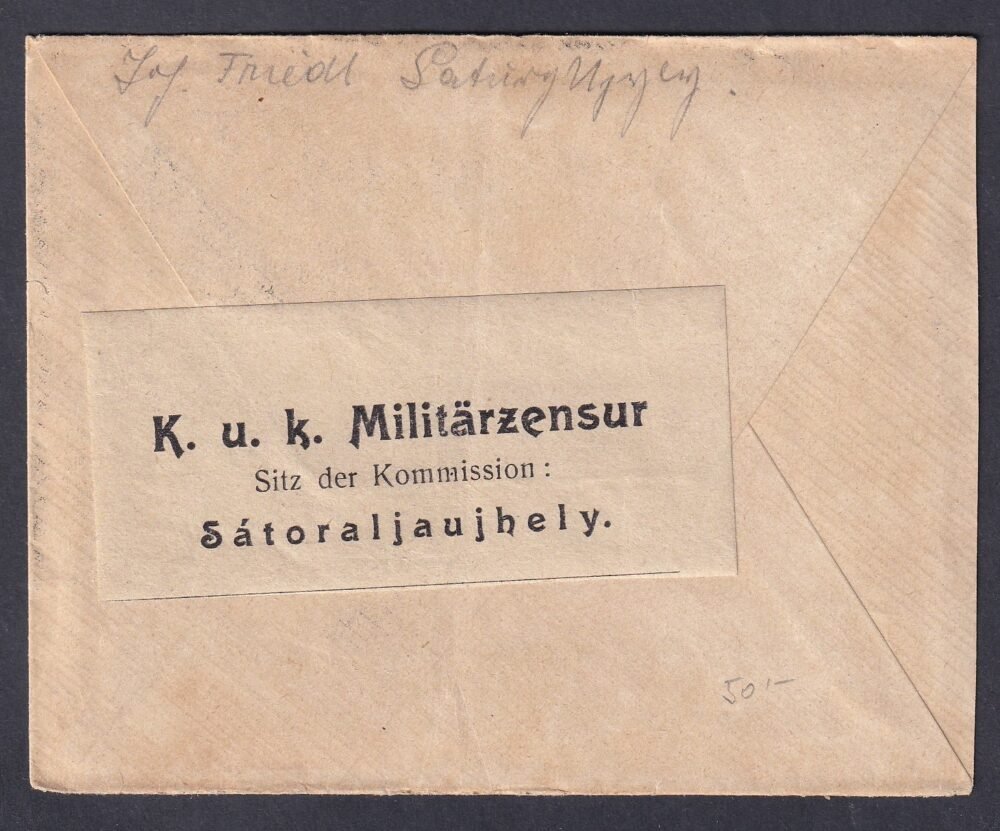 Jos. Friedl
K. u. k. Militärzensur
Sitz der Kommission:
Sátoraljaujhely.
50.–